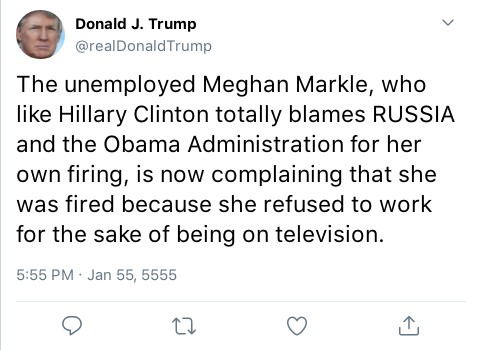 Donald J. Trump
@realDonaldTrump
The unemployed Meghan Markle, who
like Hillary Clinton totally blames RUSSIA
and the Obama Administration for her
own firing, is now complaining that she
was fired because she refused to work
for the sake of being on television.
5:55 PM · Jan 55, 5555